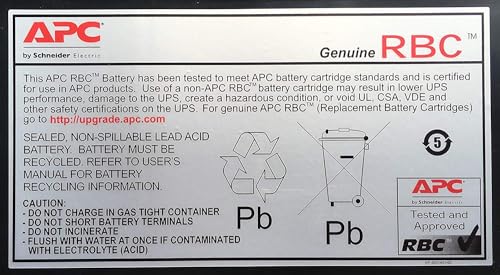 APC
by Schneider Electric
Genuine RBC™
This APC RBC™ Battery has been tested to meet APC battery cartridge standards and is certified
for use in APC products. Use of a non-APC RBC™ battery cartridge may result in lower UPS
performance, damage to the UPS, create a hazardous condition, or void UL, CSA, VDE and
other safety certifications on the UPS. For genuine APC RBC™ (Replacement Battery Cartridges)
go to http://upgrade.apc.com
SEALED, NON-SPILLABLE LEAD ACID
BATTERY. BATTERY MUST BE
RECYCLED. REFER TO USER'S
MANUAL FOR BATTERY
RECYCLING INSTRUCTIONS.
CAUTION:
- DO NOT CHARGE IN GAS TIGHT CONTAINER
- DO NOT SHORT BATTERY TERMINALS
- DO NOT INCINERATE
- FLUSH WITH WATER AT ONCE IF CONTAMINATED
WITH ELECTROLYTE (ACID)
Pb
Pb
5
APC
by Schneider Electric
Tested and
Approved
RBC